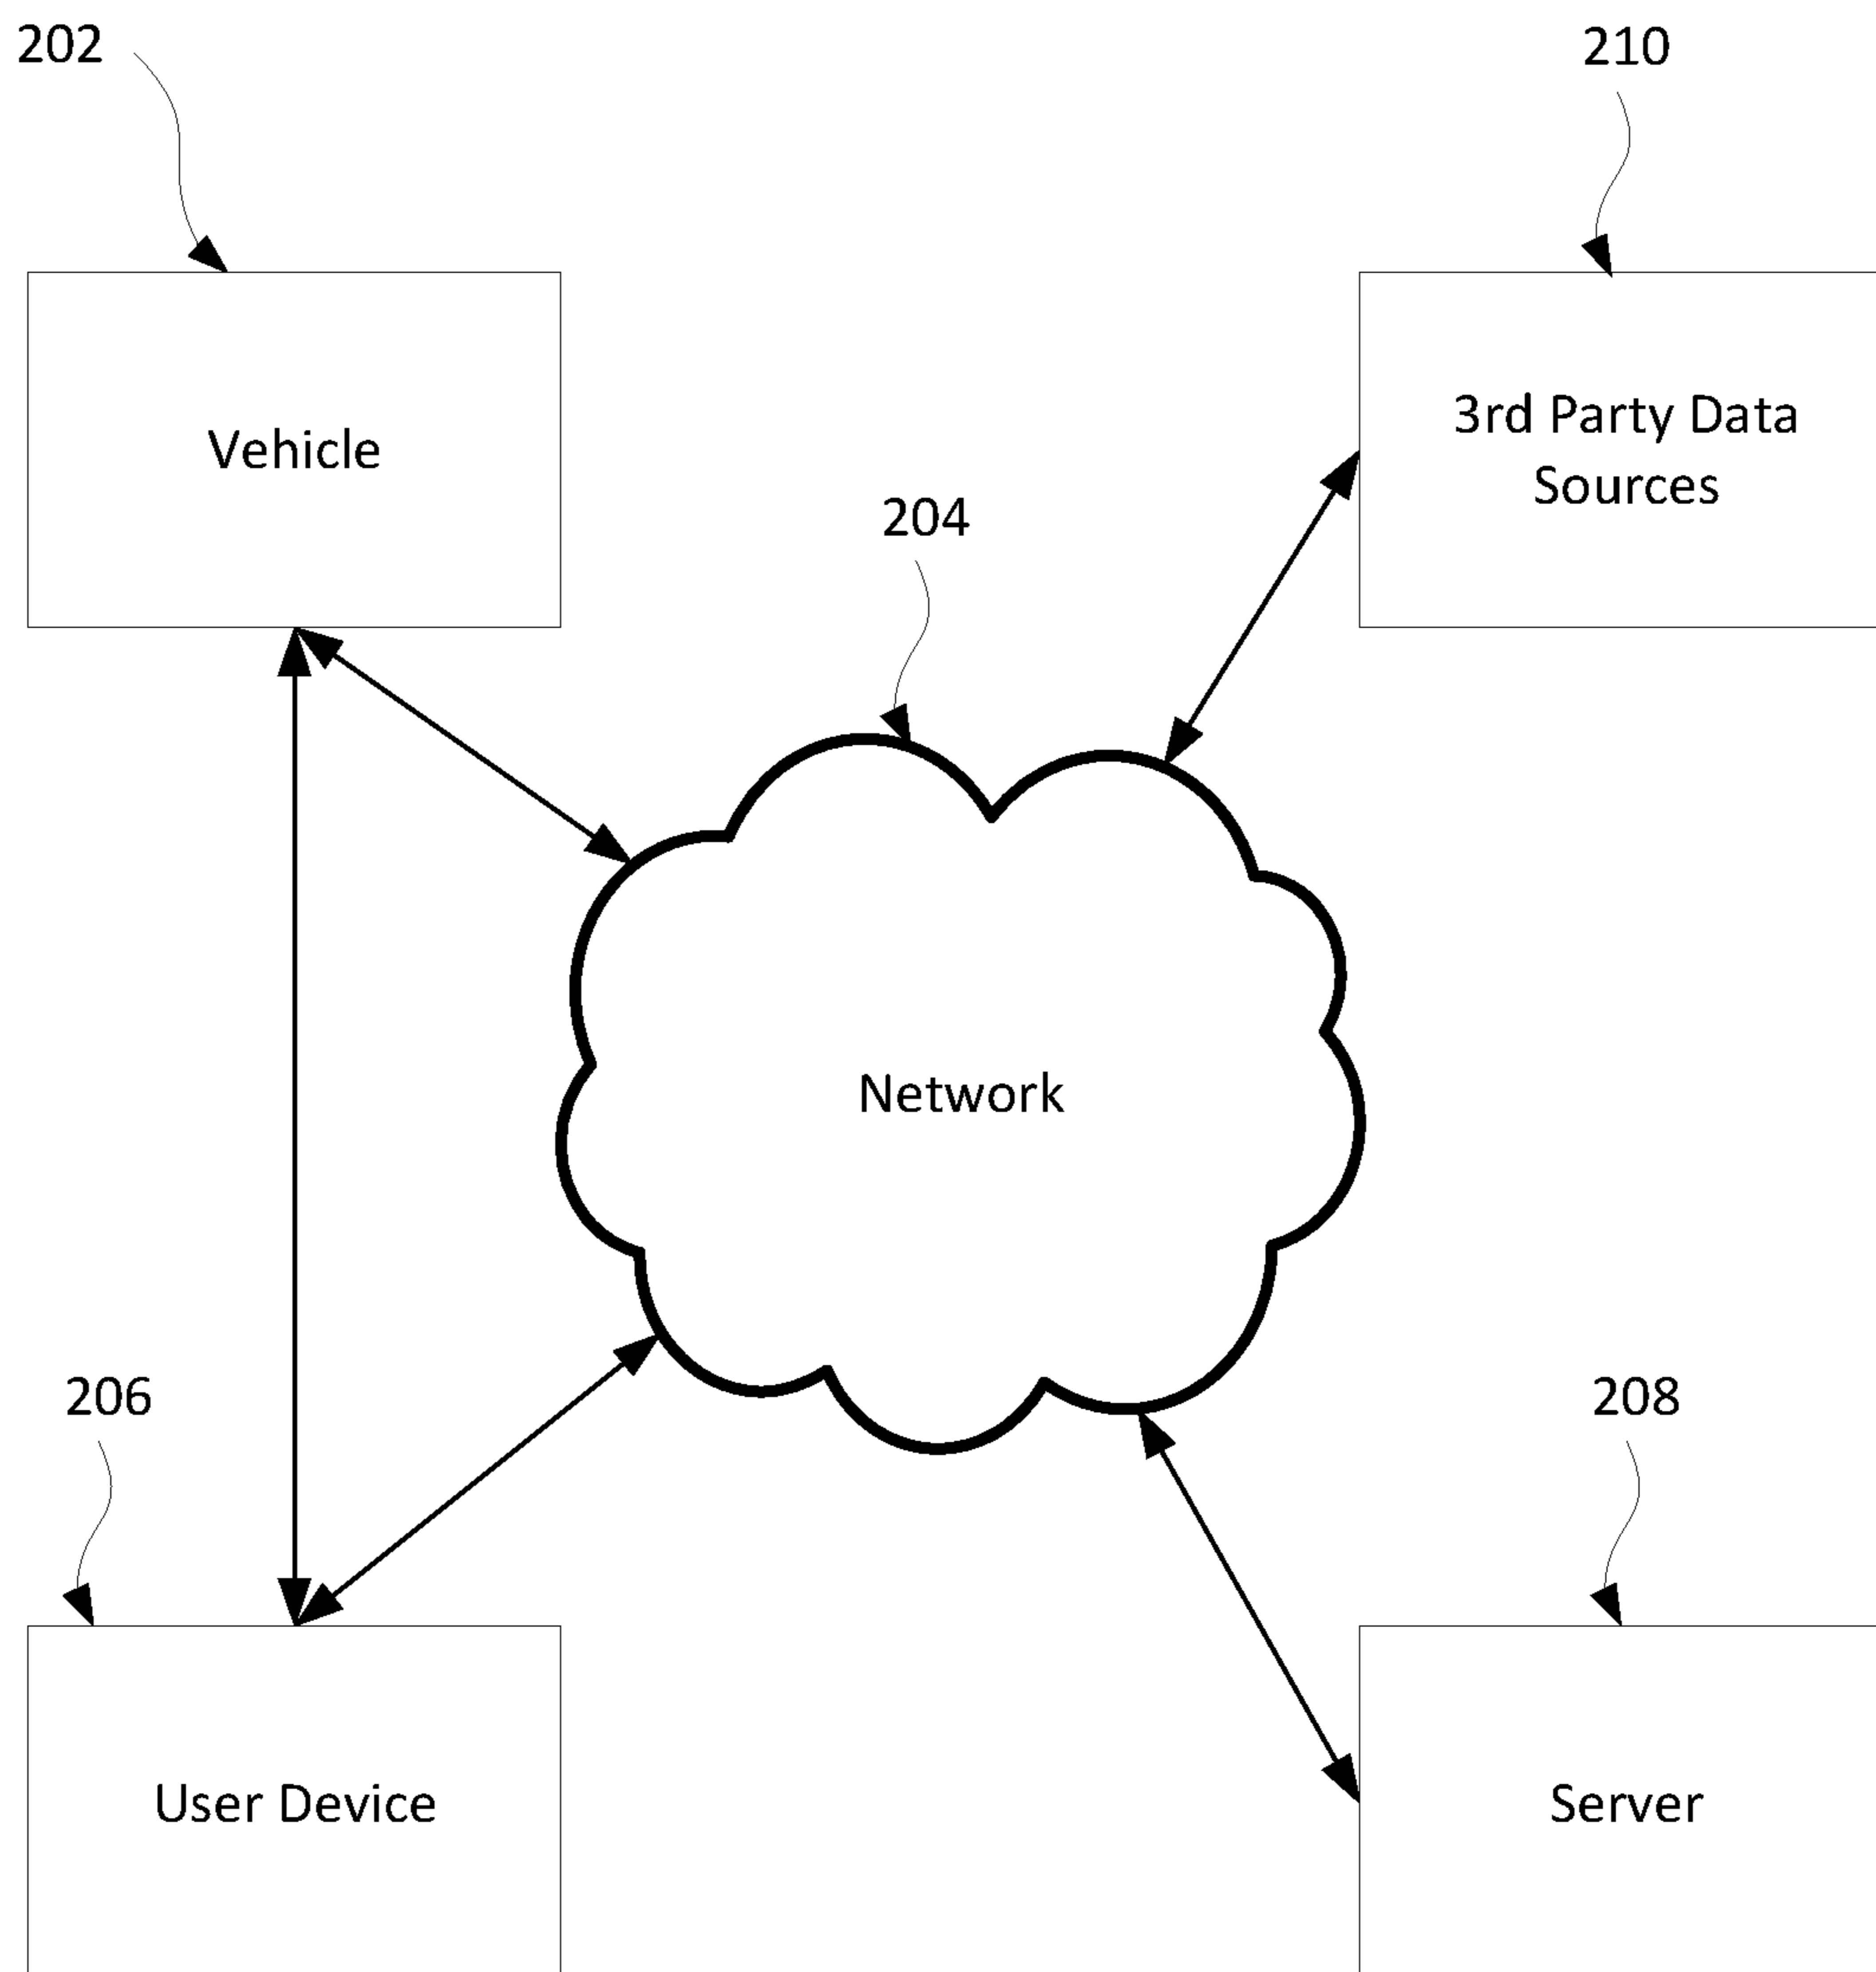 202
210
Vehicle
3rd Party Data
Sources
204
Network
206
208
User Device
Server